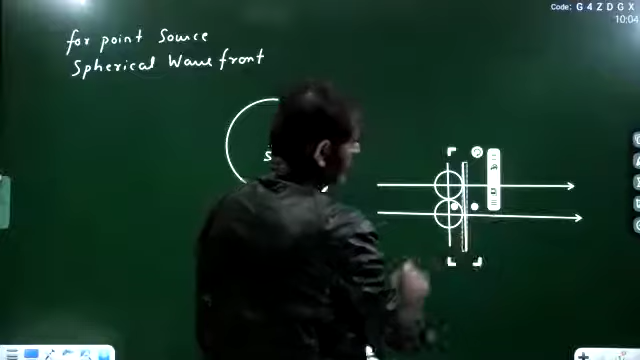 Code: G 4 Z D G X
10:04
for point Source
Spherical Wave front
S